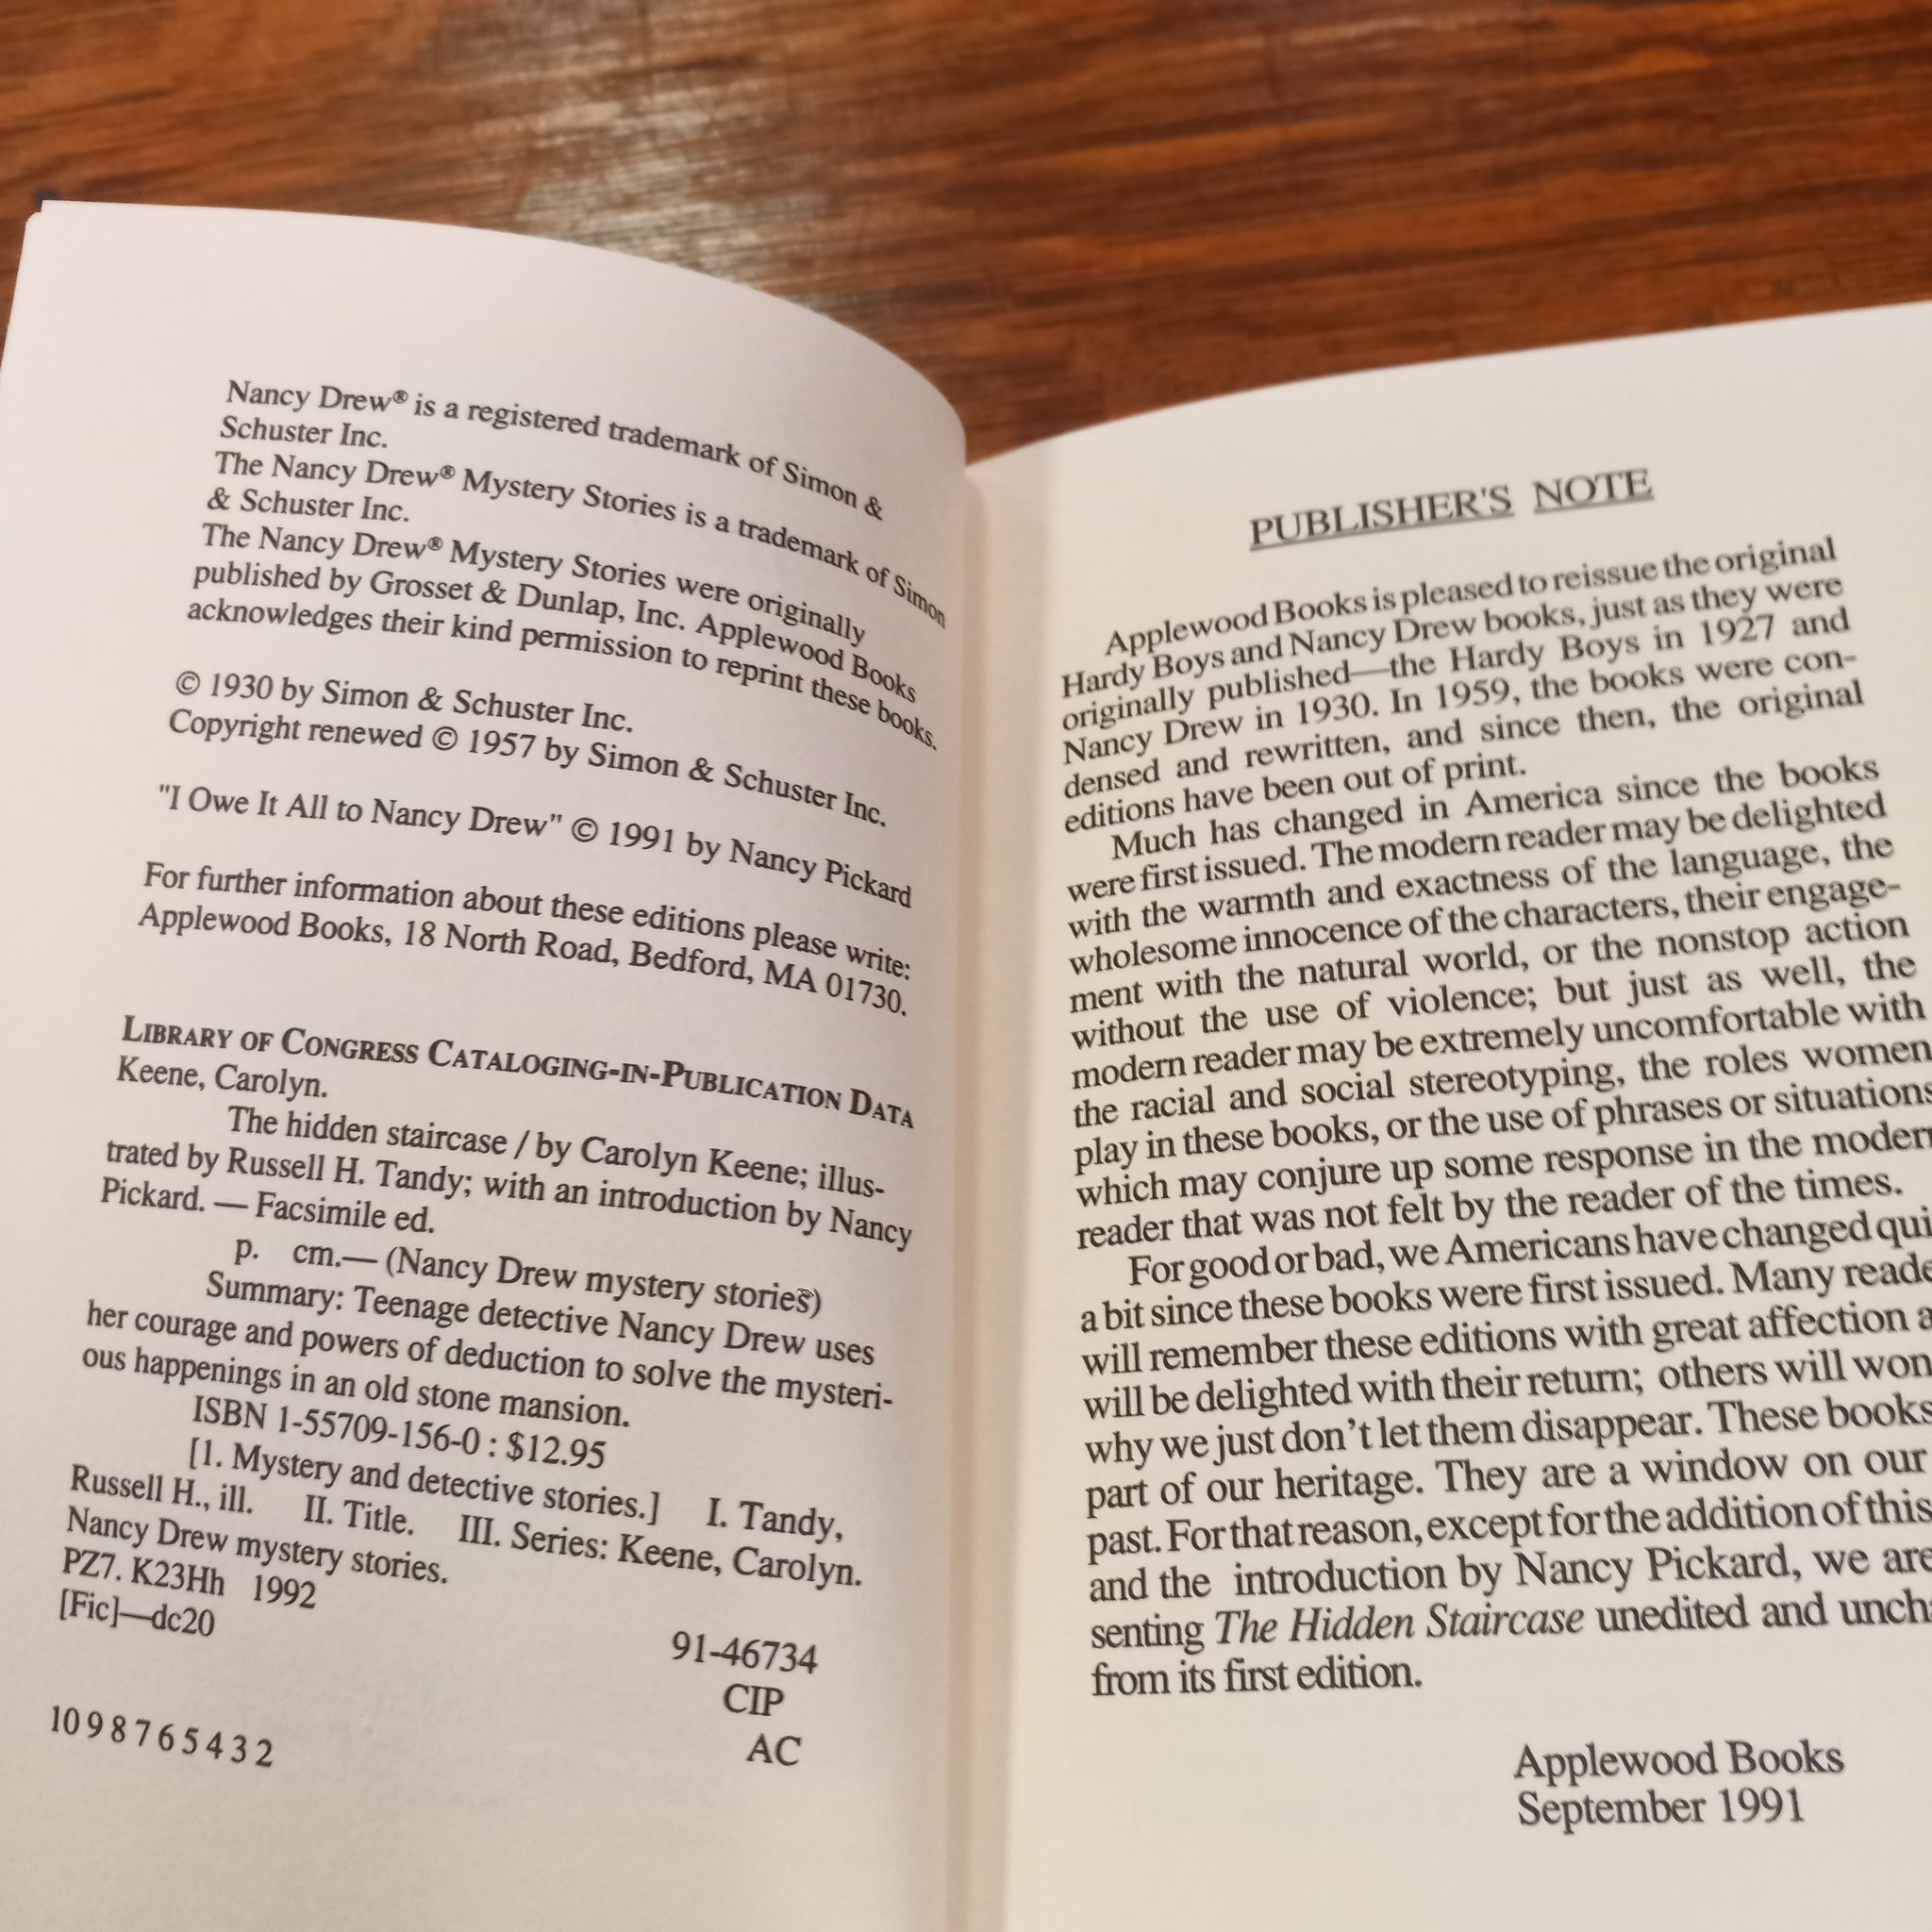 Nancy Drew® is a registered trademark of Simon &
Schuster Inc.
The Nancy Drew® Mystery Stories is a trademark of Simon
& Schuster Inc.
The Nancy Drew® Mystery Stories were originally
published by Grosset & Dunlap, Inc. Applewood Books
acknowledges their kind permission to reprint these books.
© 1930 by Simon & Schuster Inc.
Copyright renewed © 1957 by Simon & Schuster Inc.
"I Owe It All to Nancy Drew" © 1991 by Nancy Pickard
For further information about these editions please write:
Applewood Books, 18 North Road, Bedford, MA 01730.
LIBRARY OF CONGRESS CATALOGING-IN-PUBLICATION DATA
Keene, Carolyn.
The hidden staircase / by Carolyn Keene; illus-
trated by Russell H. Tandy; with an introduction by Nancy
Pickard. — Facsimile ed.
p. cm.— (Nancy Drew mystery stories)
Summary: Teenage detective Nancy Drew uses
her courage and powers of deduction to solve the mysteri-
ous happenings in an old stone mansion.
ISBN 1-55709-156-0 : $12.95
[1. Mystery and detective stories.] I. Tandy,
Russell H., ill. II. Title. III. Series: Keene, Carolyn.
Nancy Drew mystery stories.
PZ7. K23Hh 1992
[Fic]—dc20
91-46734
CIP
AC
10 9 8 7 6 5 4 3 2
PUBLISHER'S NOTE
Applewood Books is pleased to reissue the original
Hardy Boys and Nancy Drew books, just as they were
originally published—the Hardy Boys in 1927 and
Nancy Drew in 1930. In 1959, the books were con-
densed and rewritten, and since then, the original
editions have been out of print.
Much has changed in America since the books
were first issued. The modern reader may be delighted
with the warmth and exactness of the language, the
wholesome innocence of the characters, their engage-
ment with the natural world, or the nonstop action
without the use of violence; but just as well, the
modern reader may be extremely uncomfortable with
the racial and social stereotyping, the roles women
play in these books, or the use of phrases or situations
which may conjure up some response in the modern
reader that was not felt by the reader of the times.
For good or bad, we Americans have changed qui
a bit since these books were first issued. Many reade
will remember these editions with great affection a
will be delighted with their return; others will won
why we just don't let them disappear. These books
part of our heritage. They are a window on our
past. For that reason, except for the addition of this
and the introduction by Nancy Pickard, we are
senting The Hidden Staircase unedited and unch
from its first edition.
Applewood Books
September 1991